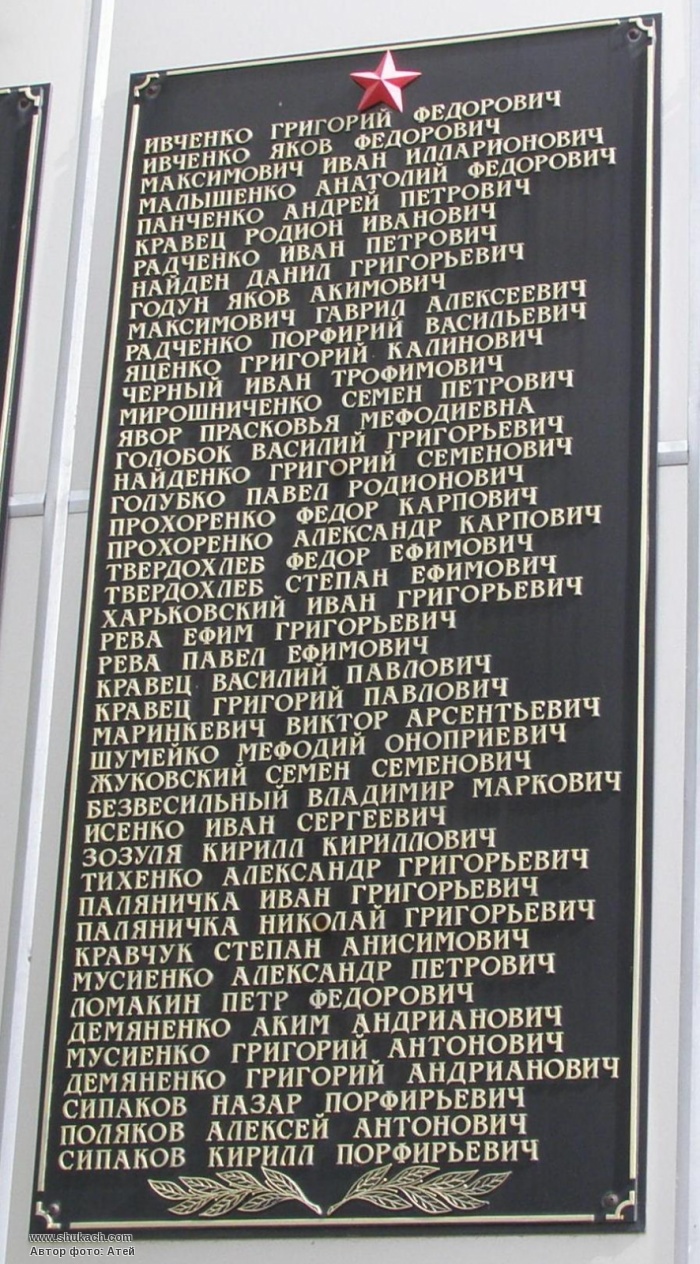 ИВЧЕНКО ГРИГОРИЙ ФЕДОРОВИЧ
ИВЧЕНКО ЯКОВ ФЕДОРОВИЧ
МАКСИМОВИЧ ИВАН ИЛЛАРИОНОВИЧ
МАЛЫШЕНКО АНАТОЛИЙ ФЕДОРОВИЧ
ПАНЧЕНКО АНДРЕЙ ПЕТРОВИЧ
КРАВЕЦ РОДИОН ИВАНОВИЧ
РАДЧЕНКО ИВАН ПЕТРОВИЧ
НАЙДЕН ДАНИЛ ГРИГОРЬЕВИЧ
ГОДУН ЯКОВ АКИМОВИЧ
МАКСИМОВИЧ ГАВРИЛ АЛЕКСЕЕВИЧ
РАДЧЕНКО ПОРФИРИЙ ВАСИЛЬЕВИЧ
ЯЦЕНКО ГРИГОРИЙ КАЛИНОВИЧ
ЧЕРНЫЙ ИВАН ТРОФИМОВИЧ
МИРОШНИЧЕНКО СЕМЕН ПЕТРОВИЧ
ЯВОР ПРАСКОВЬЯ МЕФОДИЕВНА
ГОЛОБОК ВАСИЛИЙ ГРИГОРЬЕВИЧ
НАЙДЕНКО ГРИГОРИЙ СЕМЕНОВИЧ
ГОЛУБКО ПАВЕЛ РОДИОНОВИЧ
ПРОХОРЕНКО ФЕДОР КАРПОВИЧ
ПРОХОРЕНКО АЛЕКСАНДР КАРПОВИЧ
ТВЕРДОХЛЕБ ФЕДОР ЕФИМОВИЧ
ТВЕРДОХЛЕБ СТЕПАН ЕФИМОВИЧ
ХАРЬКОВСКИЙ ИВАН ГРИГОРЬЕВИЧ
РЕВА ЕФИМ ГРИГОРЬЕВИЧ
РЕВА ПАВЕЛ ЕФИМОВИЧ
КРАВЕЦ ВАСИЛИЙ ПАВЛОВИЧ
КРАВЕЦ ГРИГОРИЙ ПАВЛОВИЧ
МАРИНКЕВИЧ ВИКТОР АРСЕНТЬЕВИЧ
ШУМЕЙКО МЕФОДИЙ ОНОПРИЕВИЧ
ЖУКОВСКИЙ СЕМЕН СЕМЕНОВИЧ
БЕЗВЕСИЛЬНЫЙ ВЛАДИМИР МАРКОВИЧ
ИСЕНКО ИВАН СЕРГЕЕВИЧ
ЗОЗУЛЯ КИРИЛЛ КИРИЛЛОВИЧ
ТИХЕНКО АЛЕКСАНДР ГРИГОРЬЕВИЧ
ПАЛЯНИЧКА ИВАН ГРИГОРЬЕВИЧ
ПАЛЯНИЧКА НИКОЛАЙ ГРИГОРЬЕВИЧ
КРАВЧУК СТЕПАН АНИСИМОВИЧ
МУСИЕНКО АЛЕКСАНДР ПЕТРОВИЧ
ЛОМАКИН ПЕТР ФЕДОРОВИЧ
ДЕМЯНЕНКО АКИМ АНДРИАНОВИЧ
МУСИЕНКО ГРИГОРИЙ АНТОНОВИЧ
ДЕМЯНЕНКО ГРИГОРИЙ АНДРИАНОВИЧ
СИПАКОВ НАЗАР ПОРФИРЬЕВИЧ
ПОЛЯКОВ АЛЕКСЕЙ АНТОНОВИЧ
СИПАКОВ КИРИЛЛ ПОРФИРЬЕВИЧ
www.shukach.com
Автор фото: Атей